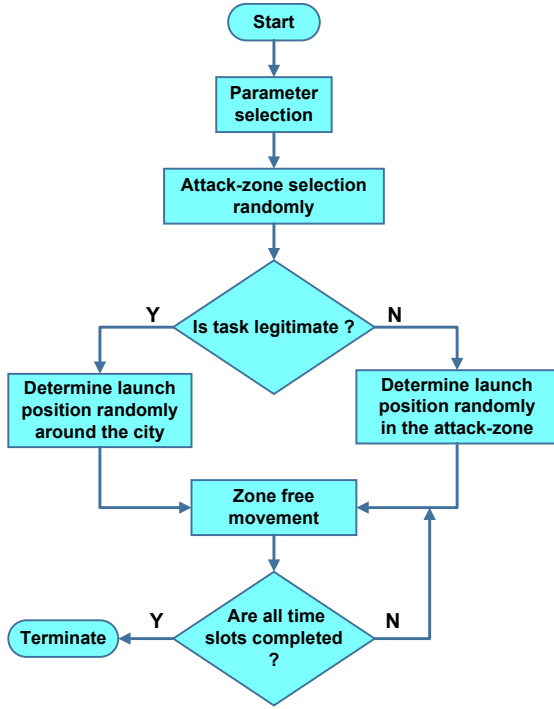 Start
Parameter
selection
Attack-zone selection
randomly
Y
Is task legitimate ?
N
Determine launch
position randomly
around the city
Determine launch
position randomly
in the attack-zone
Zone free
movement
Y
Are all time
slots completed
?
N
Terminate